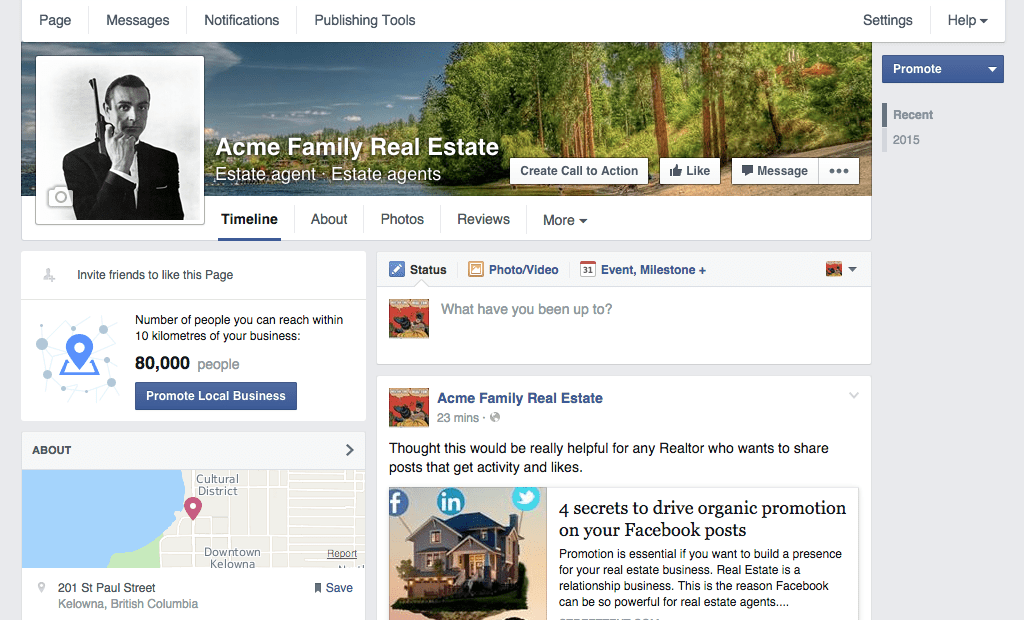 Page Messages Notifications Publishing Tools Settings Help
Promote
Recent
2015
Acme Family Real Estate
Estate agent · Estate agents
Create Call to Action Like Message
Timeline About Photos Reviews More
Invite friends to like this Page
Number of people you can reach within
10 kilometres of your business:
80,000 people
Promote Local Business
ABOUT
Cultural
District
Downtown
Kelowna
Report
201 St Paul Street Save
Kelowna, British Columbia
Status Photo/Video 31 Event, Milestone +
What have you been up to?
Acme Family Real Estate
23 mins ·
Thought this would be really helpful for any Realtor who wants to share
posts that get activity and likes.
f in
4 secrets to drive organic promotion
on your Facebook posts
Promotion is essential if you want to build a presence
for your real estate business. Real Estate is a
relationship business. This is the reason Facebook
can be so powerful for real estate agents....